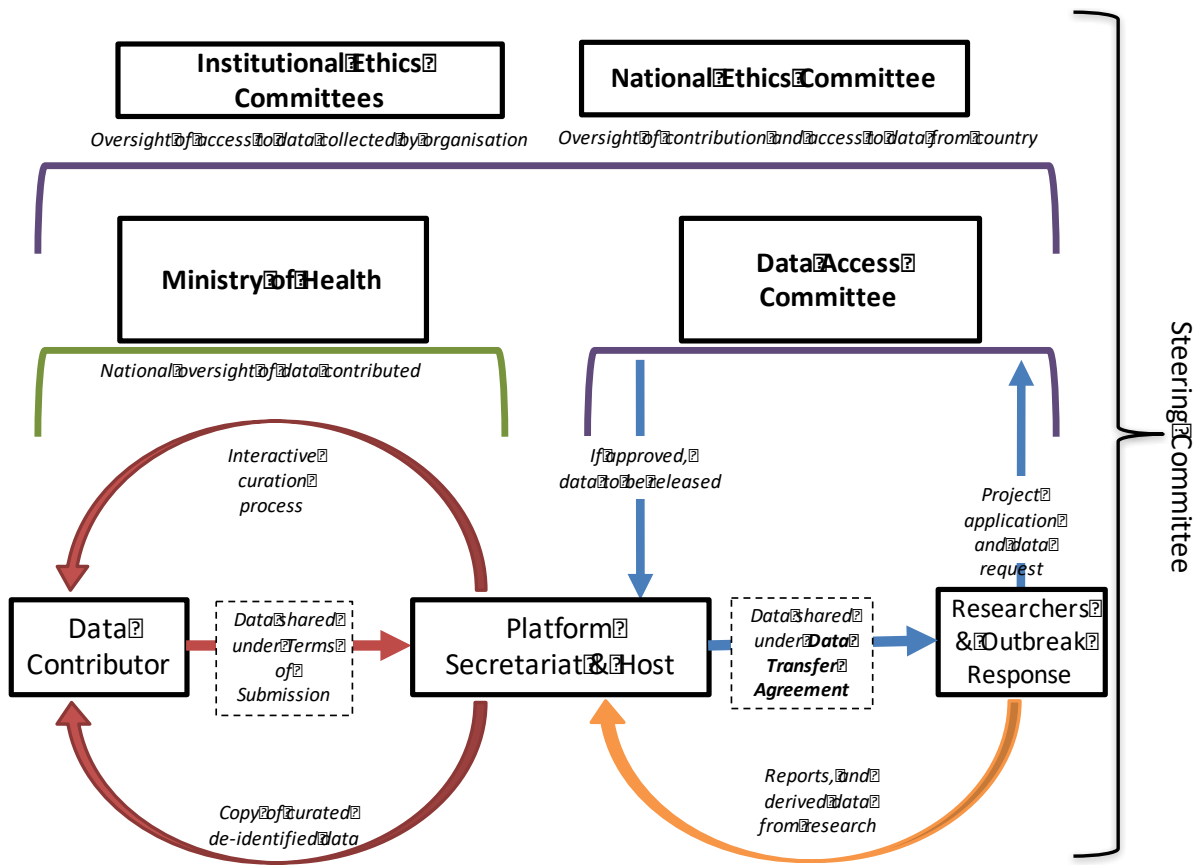 Institutional Ethics
Committees
National Ethics Committee
Oversight of access to data collected by organisation
Oversight of contribution and access to data from country
Ministry of Health
Data Access
Committee
National oversight of data contributed
Interactive
curation
process
If approved,
data to be released
Project
application
and data
request
Steering Committee
Data
Contributor
Data shared
under Terms
of
Submission
Platform
Secretariat & Host
Data shared
under Data
Transfer
Agreement
Researchers
& Outbreak
Response
Copy of curated
de-identified data
Reports, and
derived data
from research